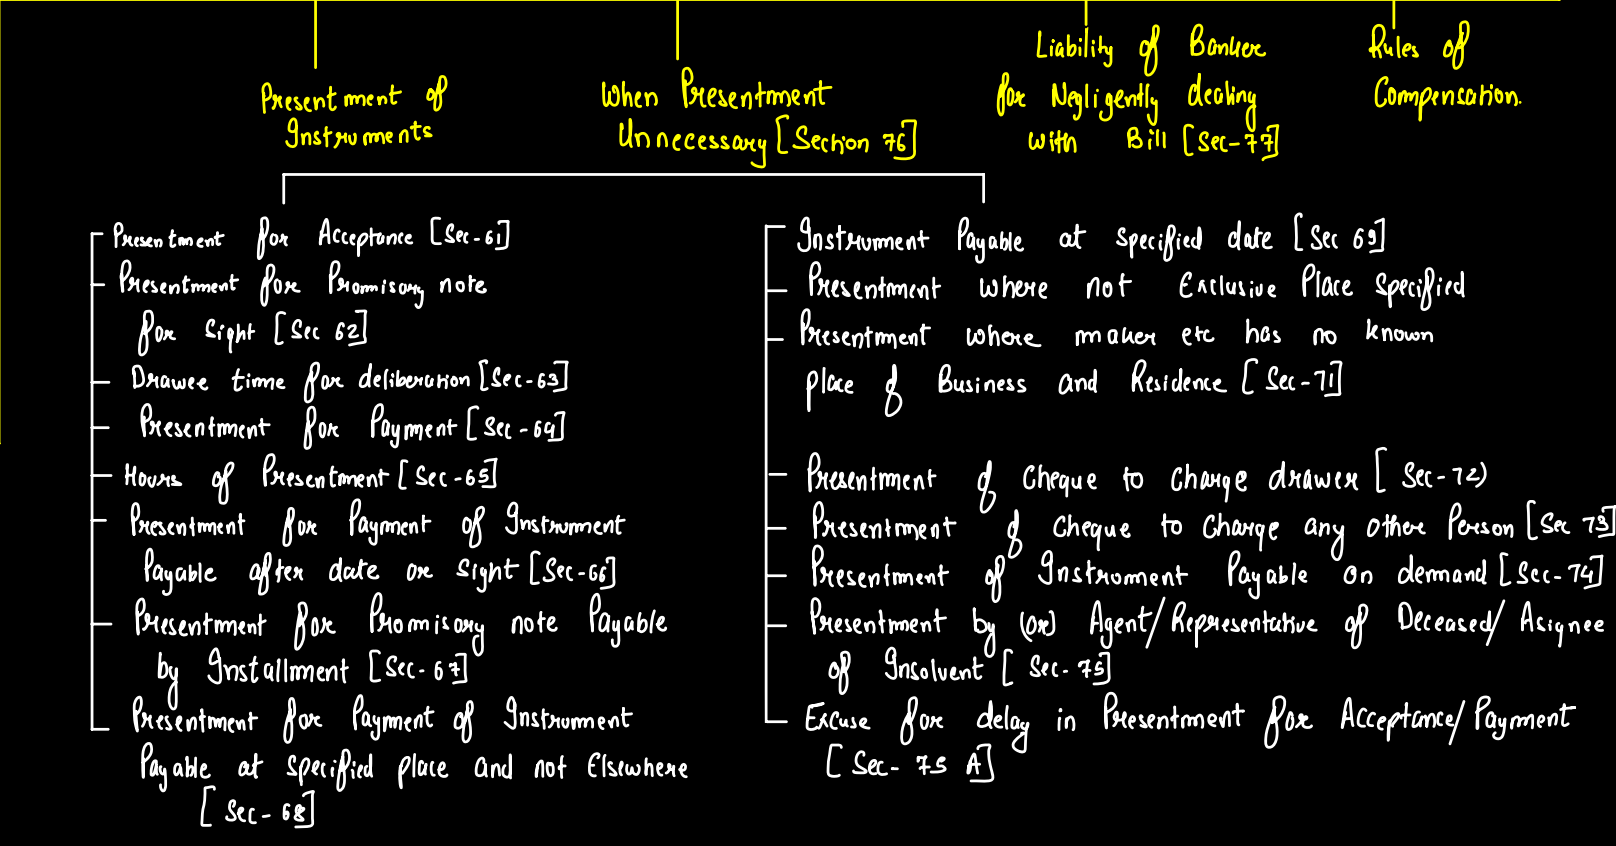 Presentment of
Instruments
When Presentment
Unnecessary [Section 76]
Liability of Banker
for Negligently dealing
with Bill [Sec-77]
Rules of
Compensation.
Presentment for Acceptance [Sec-61]
Presentment for Promisory note
for Sight [Sec 62]
Drawee time for deliberation [Sec-63]
Presentment for Payment [Sec-64]
Hours of Presentment [Sec-65]
Presentment for Payment of Instrument
Payable after date or Sight [Sec-66]
Presentment for Promisory note Payable
by Installment [Sec-67]
Presentment for Payment of Instrument
Payable at specified place and not Elsewhere
[Sec-68]
Instrument Payable at specified date [Sec 69]
Presentment where not Exclusive Place Specified
Presentment where maker etc has no known
place of Business and Residence [Sec-71]
Presentment of Cheque to Charge drawer [Sec-72)
Presentment of Cheque to Charge any other Person [Sec 73]
Presentment of Instrument Payable on demand [Sec-74]
Presentment by (or) Agent/Representative of Deceased/Asignee
of Insolvent [Sec-75]
Excuse for delay in Presentment for Acceptance/Payment
[Sec-75 A]